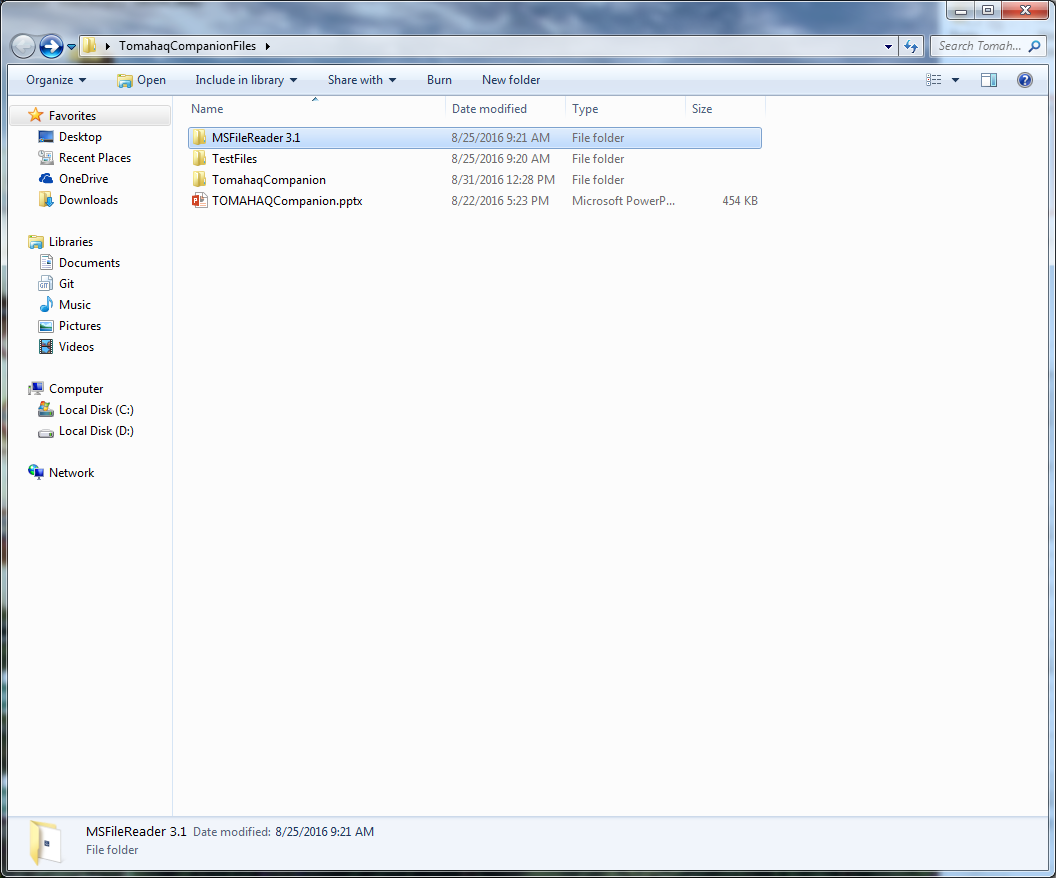 TomahaqCompanionFiles
Search Tomah...
Organize Open Include in library Share with Burn New folder
Name Date modified Type Size
MSFileReader 3.1 8/25/2016 9:21 AM File folder
TestFiles 8/25/2016 9:20 AM File folder
TomahaqCompanion 8/31/2016 12:28 PM File folder
TOMAHAQCompanion.pptx 8/22/2016 5:23 PM Microsoft PowerP... 454 KB
Favorites
Desktop
Recent Places
OneDrive
Downloads
Libraries
Documents
Git
Music
Pictures
Videos
Computer
Local Disk (C:)
Local Disk (D:)
Network
MSFileReader 3.1 Date modified: 8/25/2016 9:21 AM
File folder